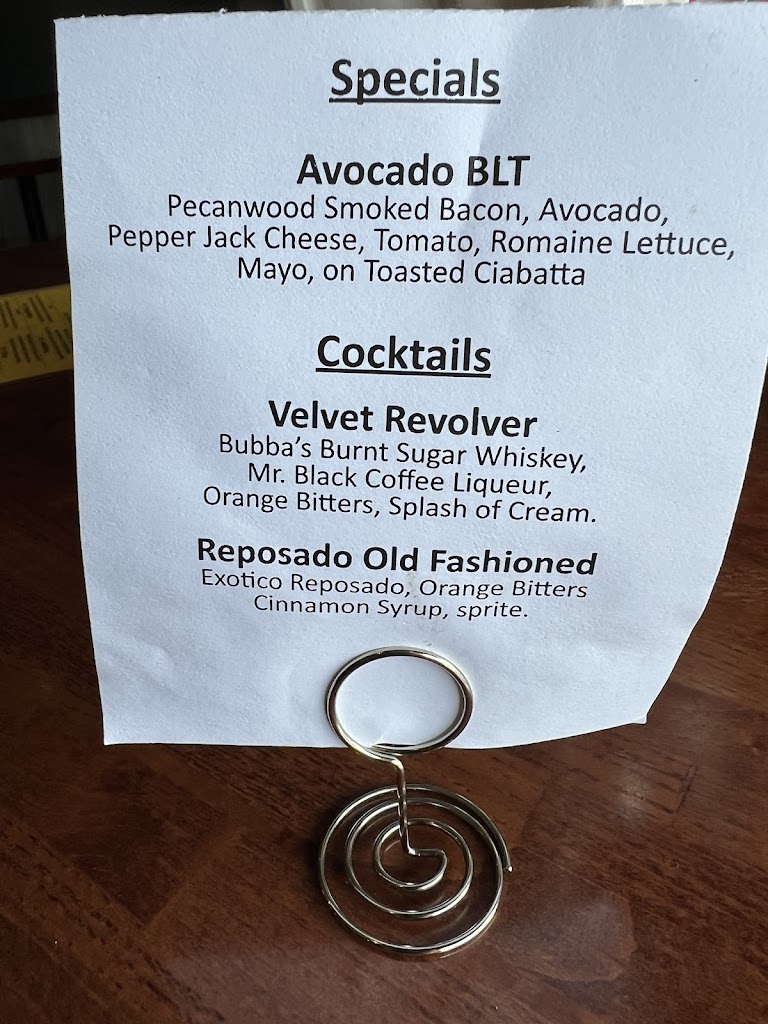 Specials
Avocado BLT
Pecanwood Smoked Bacon, Avocado,
Pepper Jack Cheese, Tomato, Romaine Lettuce,
Mayo, on Toasted Ciabatta
Cocktails
Velvet Revolver
Bubba's Burnt Sugar Whiskey,
Mr. Black Coffee Liqueur,
Orange Bitters, Splash of Cream.
Reposado Old Fashioned
Exotico Reposado, Orange Bitters
Cinnamon Syrup, sprite.